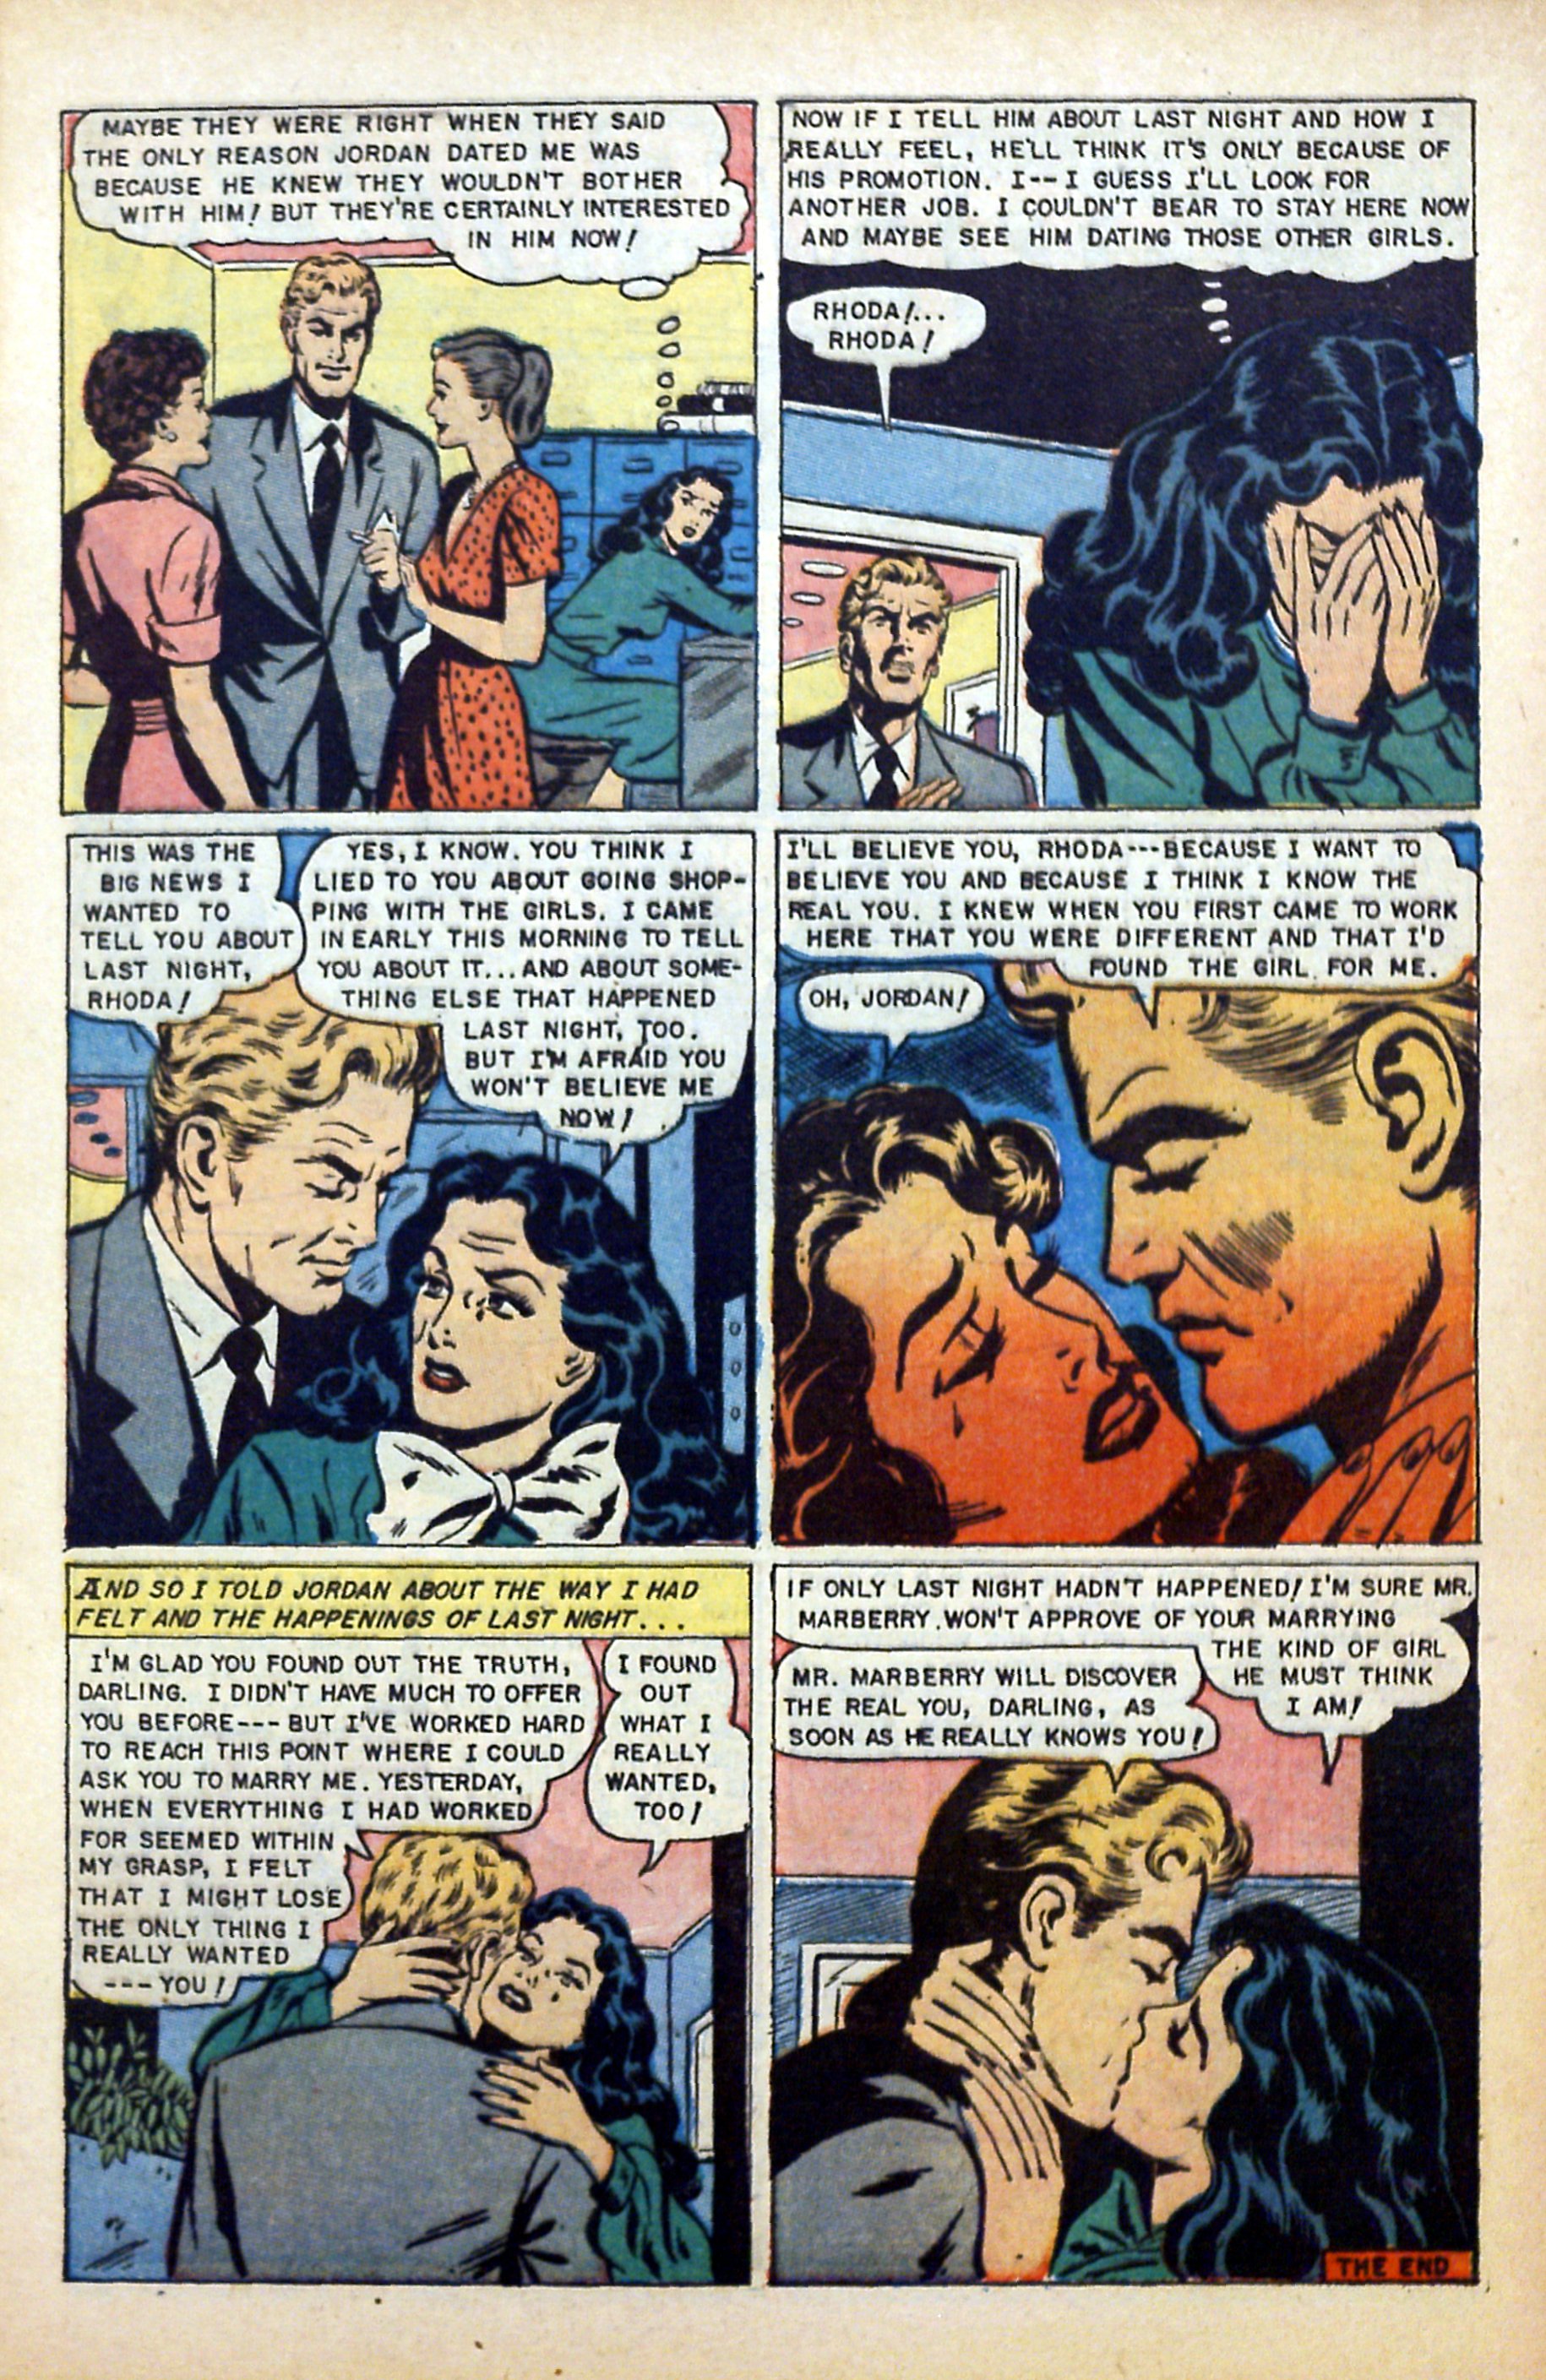 MAYBE THEY WERE RIGHT WHEN THEY SAID
THE ONLY REASON JORDAN DATED ME WAS
BECAUSE HE KNEW THEY WOULDN'T BOTHER
WITH HIM! BUT THEY'RE CERTAINLY INTERESTED
IN HIM NOW!
NOW IF I TELL HIM ABOUT LAST NIGHT AND HOW I
REALLY FEEL, HE'LL THINK IT'S ONLY BECAUSE OF
HIS PROMOTION. I--I GUESS I'LL LOOK FOR
ANOTHER JOB. I COULDN'T BEAR TO STAY HERE NOW
AND MAYBE SEE HIM DATING THOSE OTHER GIRLS.
RHODA!...
RHODA!
THIS WAS THE
BIG NEWS I
WANTED TO
TELL YOU ABOUT
LAST NIGHT,
RHODA!
YES, I KNOW. YOU THINK I
LIED TO YOU ABOUT GOING SHOP-
PING WITH THE GIRLS. I CAME
IN EARLY THIS MORNING TO TELL
YOU ABOUT IT...AND ABOUT SOME-
THING ELSE THAT HAPPENED
LAST NIGHT, TOO.
BUT I'M AFRAID YOU
WON'T BELIEVE ME
NOW!
I'LL BELIEVE YOU, RHODA---BECAUSE I WANT TO
BELIEVE YOU AND BECAUSE I THINK I KNOW THE
REAL YOU. I KNEW WHEN YOU FIRST CAME TO WORK
HERE THAT YOU WERE DIFFERENT AND THAT I'D
FOUND THE GIRL FOR ME.
OH, JORDAN!
AND SO I TOLD JORDAN ABOUT THE WAY I HAD
FELT AND THE HAPPENINGS OF LAST NIGHT...
I'M GLAD YOU FOUND OUT THE TRUTH,
DARLING. I DIDN'T HAVE MUCH TO OFFER
YOU BEFORE---BUT I'VE WORKED HARD
TO REACH THIS POINT WHERE I COULD
ASK YOU TO MARRY ME. YESTERDAY,
WHEN EVERYTHING I HAD WORKED
FOR SEEMED WITHIN
MY GRASP, I FELT
THAT I MIGHT LOSE
THE ONLY THING I
REALLY WANTED
---YOU!
I FOUND
OUT
WHAT I
REALLY
WANTED,
TOO!
IF ONLY LAST NIGHT HADN'T HAPPENED! I'M SURE MR.
MARBERRY WON'T APPROVE OF YOUR MARRYING
THE KIND OF GIRL
HE MUST THINK
I AM!
MR. MARBERRY WILL DISCOVER
THE REAL YOU, DARLING, AS
SOON AS HE REALLY KNOWS YOU!
THE END